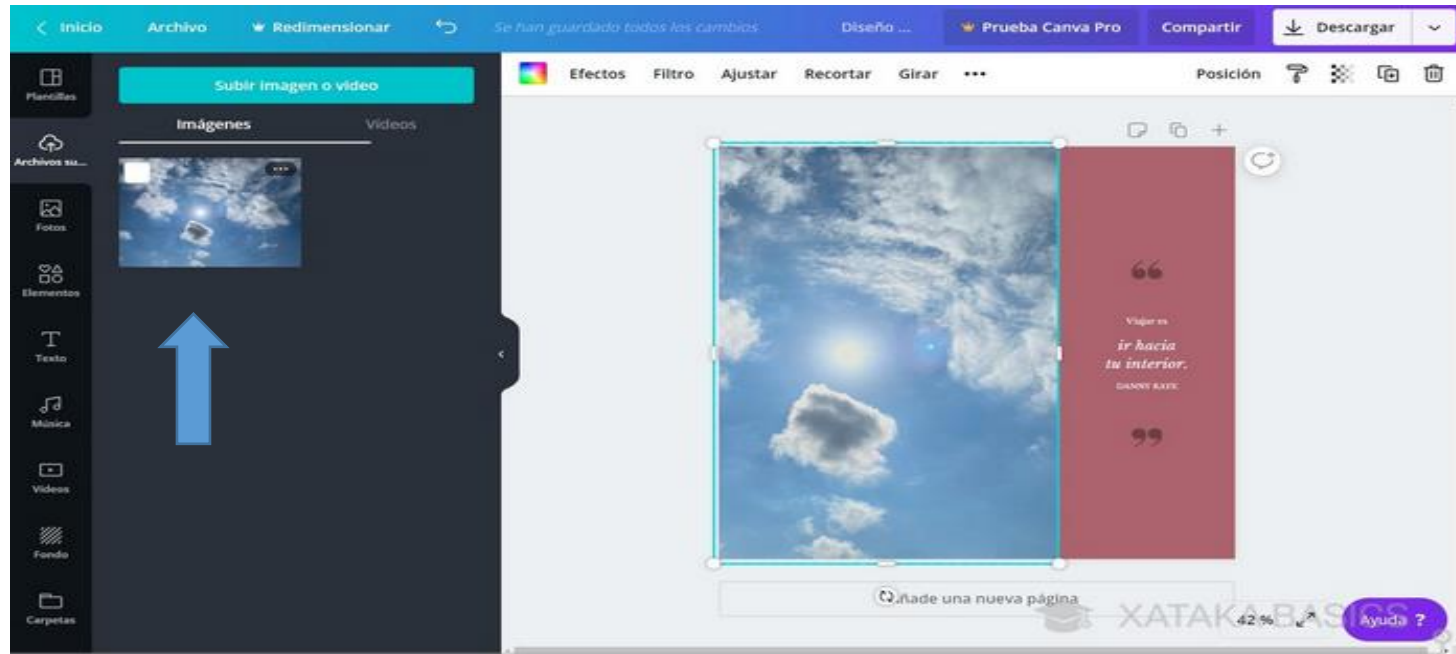 Inicio Archivo Redimensionar Se han guardado todos los cambios Diseño ... Prueba Canva Pro Compartir Descargar
Plantillas
Archivos su...
Fotos
Elementos
Texto
Música
Videos
Fondo
Carpetas
Subir imagen o video
Imágenes Videos
Efectos Filtro Ajustar Recortar Girar ••• Posición
“
Viajar es
ir hacia
tu interior.
DANNY KAYE
”
ñade una nueva página
XATAKA BASICS
42 % Ayuda ?